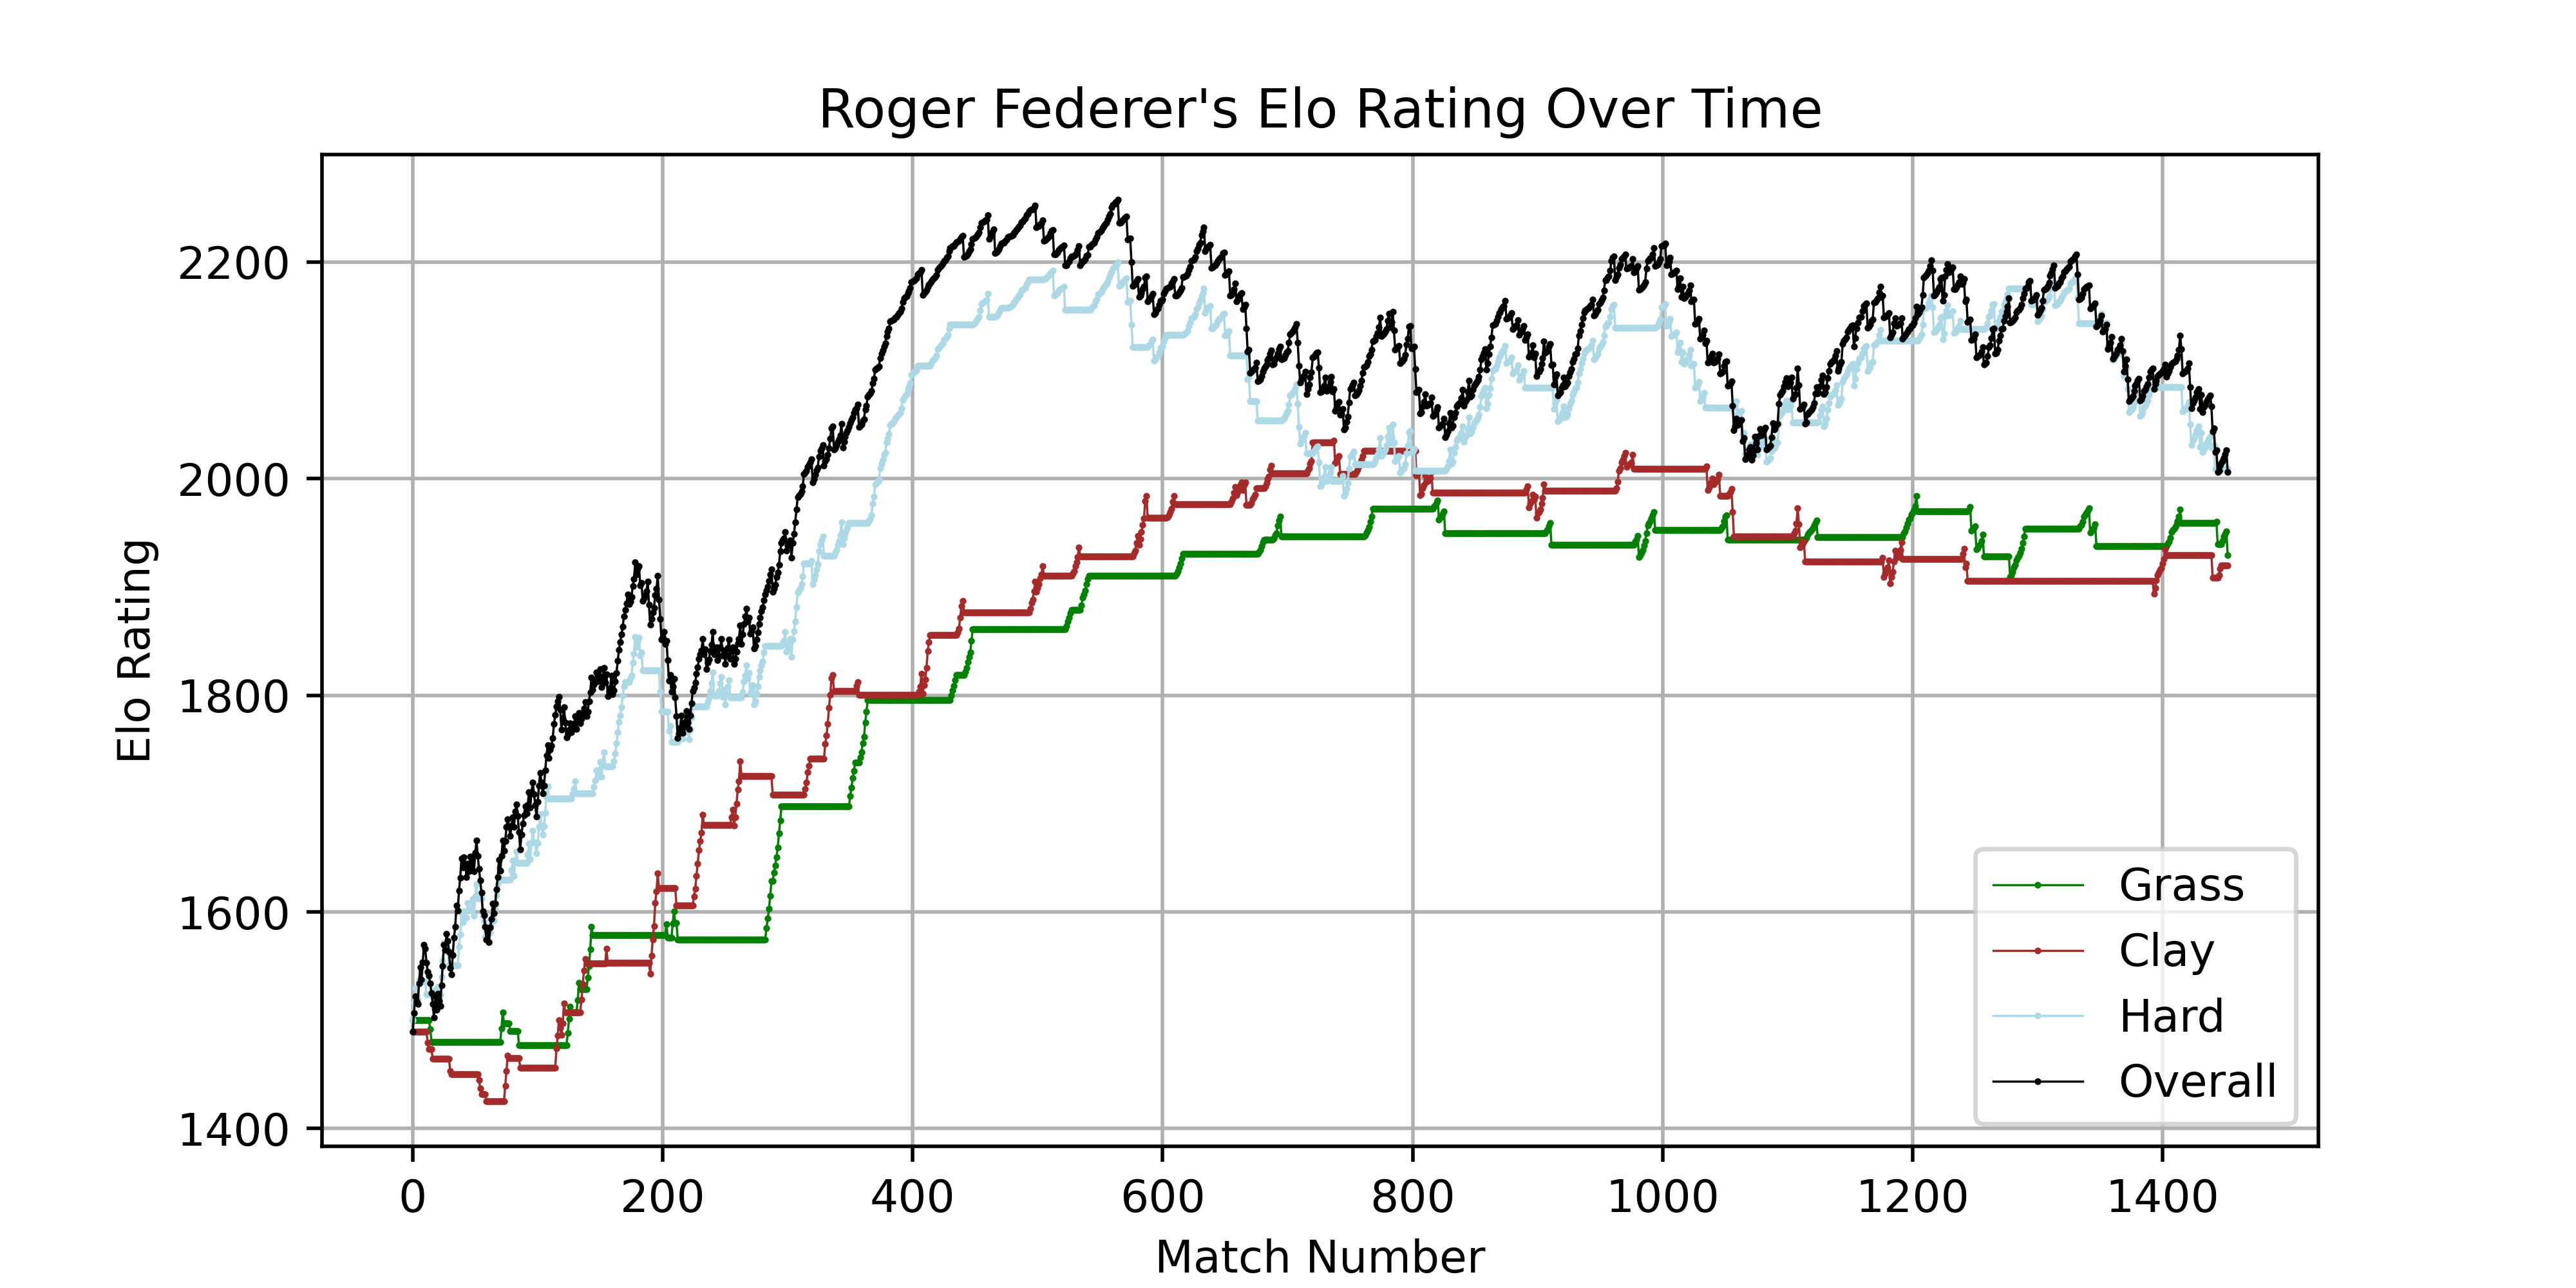 Roger Federer's Elo Rating Over Time
Elo Rating
2200
2000
1800
1600
1400
0 200 400 600 800 1000 1200 1400
Match Number
Grass
Clay
Hard
Overall